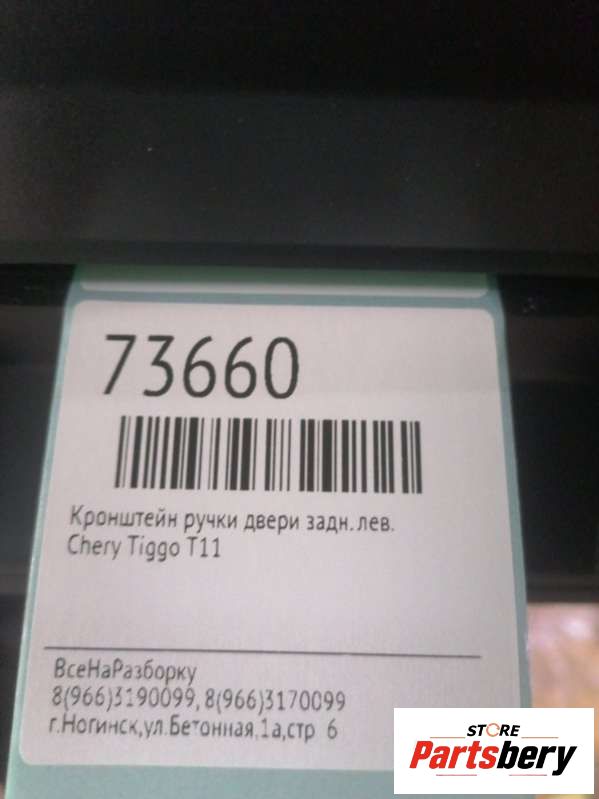 73660
Кронштейн ручки двери задн. лев.
Chery Tiggo T11
ВсеНаРазборку
8(966)3190099, 8(966)3170099
г.Ногинск,ул.Бетонная,1а,стр 6
STORE
Partsbery